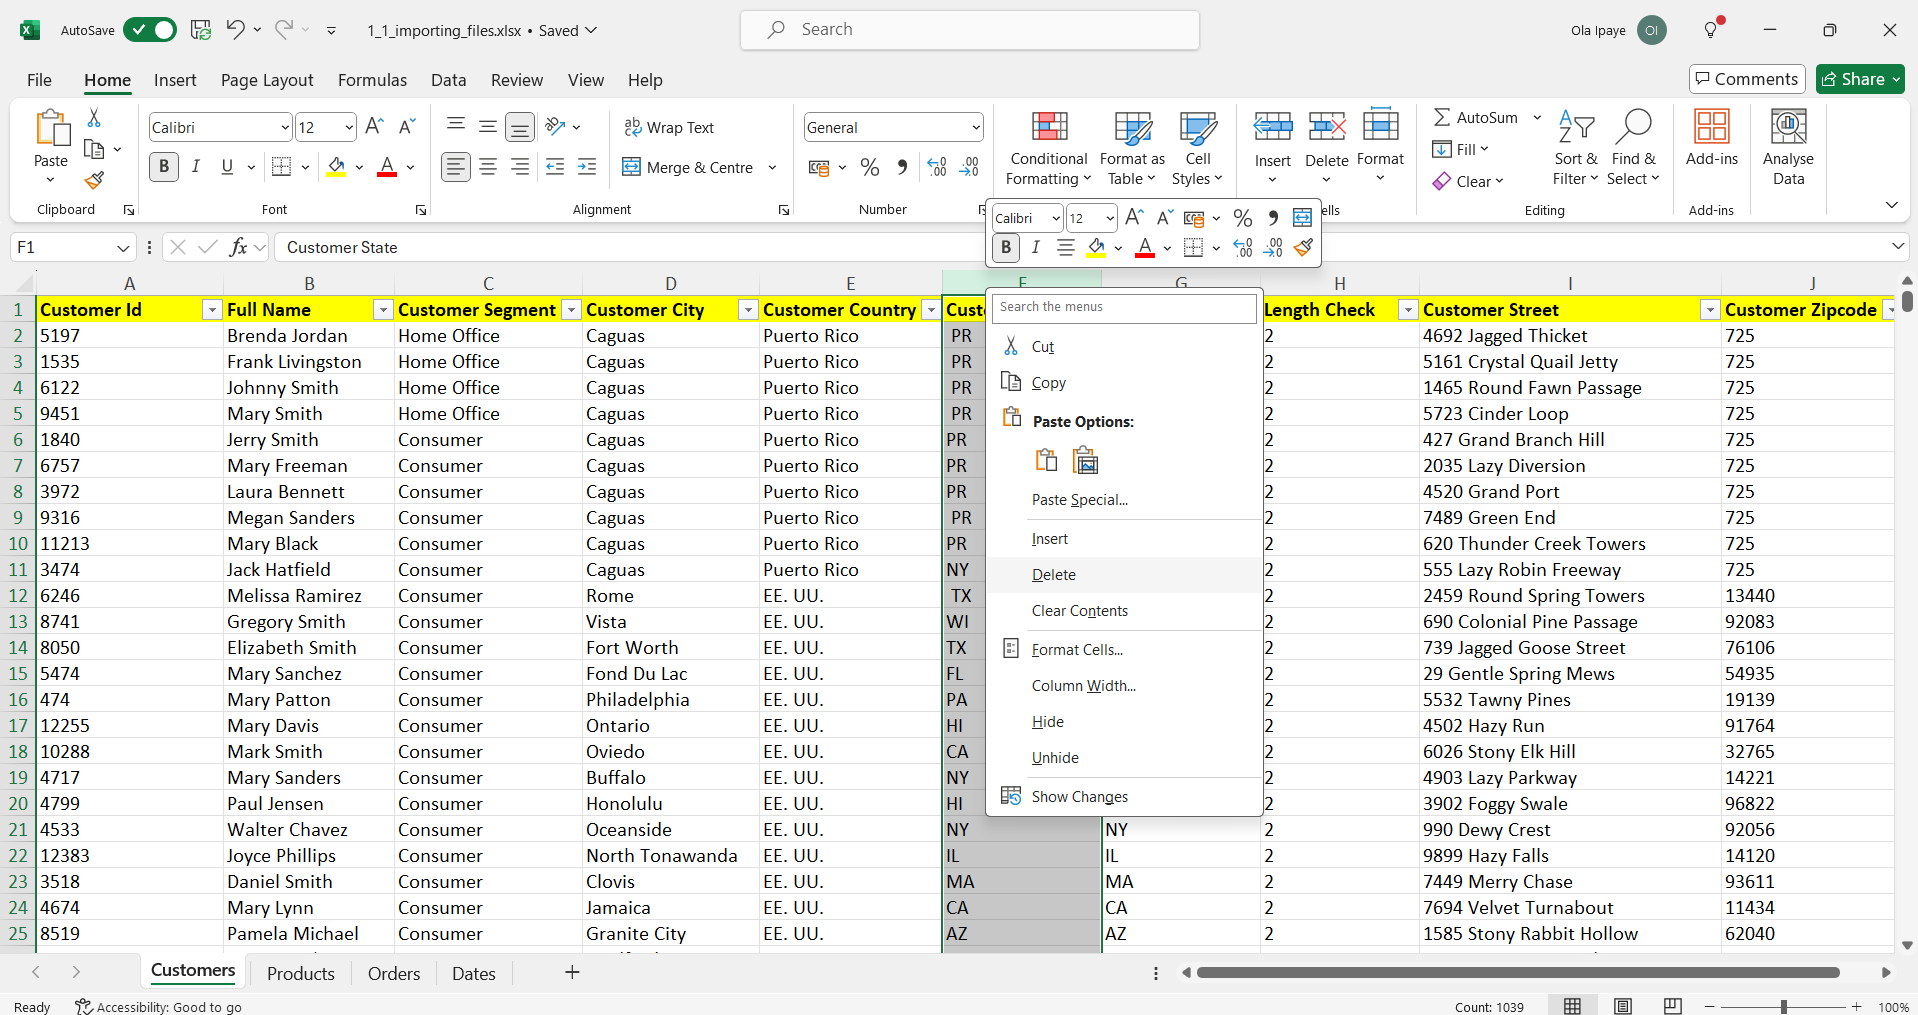 AutoSave 1_1_importing_files.xlsx • Saved Search Ola Ipaye OI
File Home Insert Page Layout Formulas Data Review View Help Comments Share
Paste
Clipboard
Calibri 12
B I U A
Font
Wrap Text
Merge & Centre
Alignment
General
Number
Conditional Formatting
Format as Table
Cell Styles
Insert Delete Format
ells
AutoSum
Fill
Clear
Sort & Filter
Find & Select
Editing
Add-ins
Add-ins
Analyse Data
Calibri 12
B I A
F1 fx Customer State
A B C D E F G H I J
1 Customer Id Full Name Customer Segment Customer City Customer Country Custo Length Check Customer Street Customer Zipcode
2 5197 Brenda Jordan Home Office Caguas Puerto Rico PR 2 4692 Jagged Thicket 725
3 1535 Frank Livingston Home Office Caguas Puerto Rico PR 2 5161 Crystal Quail Jetty 725
4 6122 Johnny Smith Home Office Caguas Puerto Rico PR 2 1465 Round Fawn Passage 725
5 9451 Mary Smith Home Office Caguas Puerto Rico PR 2 5723 Cinder Loop 725
6 1840 Jerry Smith Consumer Caguas Puerto Rico PR 2 427 Grand Branch Hill 725
7 6757 Mary Freeman Consumer Caguas Puerto Rico PR 2 2035 Lazy Diversion 725
8 3972 Laura Bennett Consumer Caguas Puerto Rico PR 2 4520 Grand Port 725
9 9316 Megan Sanders Consumer Caguas Puerto Rico PR 2 7489 Green End 725
10 11213 Mary Black Consumer Caguas Puerto Rico PR 2 620 Thunder Creek Towers 725
11 3474 Jack Hatfield Consumer Caguas Puerto Rico NY 2 555 Lazy Robin Freeway 725
12 6246 Melissa Ramirez Consumer Rome EE. UU. TX 2 2459 Round Spring Towers 13440
13 8741 Gregory Smith Consumer Vista EE. UU. WI 2 690 Colonial Pine Passage 92083
14 8050 Elizabeth Smith Consumer Fort Worth EE. UU. TX 2 739 Jagged Goose Street 76106
15 5474 Mary Sanchez Consumer Fond Du Lac EE. UU. FL 2 29 Gentle Spring Mews 54935
16 474 Mary Patton Consumer Philadelphia EE. UU. PA 2 5532 Tawny Pines 19139
17 12255 Mary Davis Consumer Ontario EE. UU. HI 2 4502 Hazy Run 91764
18 10288 Mark Smith Consumer Oviedo EE. UU. CA 2 6026 Stony Elk Hill 32765
19 4717 Mary Sanders Consumer Buffalo EE. UU. NY 2 4903 Lazy Parkway 14221
20 4799 Paul Jensen Consumer Honolulu EE. UU. HI 2 3902 Foggy Swale 96822
21 4533 Walter Chavez Consumer Oceanside EE. UU. NY NY 2 990 Dewy Crest 92056
22 12383 Joyce Phillips Consumer North Tonawanda EE. UU. IL IL 2 9899 Hazy Falls 14120
23 3518 Daniel Smith Consumer Clovis EE. UU. MA MA 2 7449 Merry Chase 93611
24 4674 Mary Lynn Consumer Jamaica EE. UU. CA CA 2 7694 Velvet Turnabout 11434
25 8519 Pamela Michael Consumer Granite City EE. UU. AZ AZ 2 1585 Stony Rabbit Hollow 62040
Search the menus
Cut
Copy
Paste Options:
Paste Special...
Insert
Delete
Clear Contents
Format Cells...
Column Width...
Hide
Unhide
Show Changes
Customers Products Orders Dates
Ready Accessibility: Good to go Count: 1039 100%